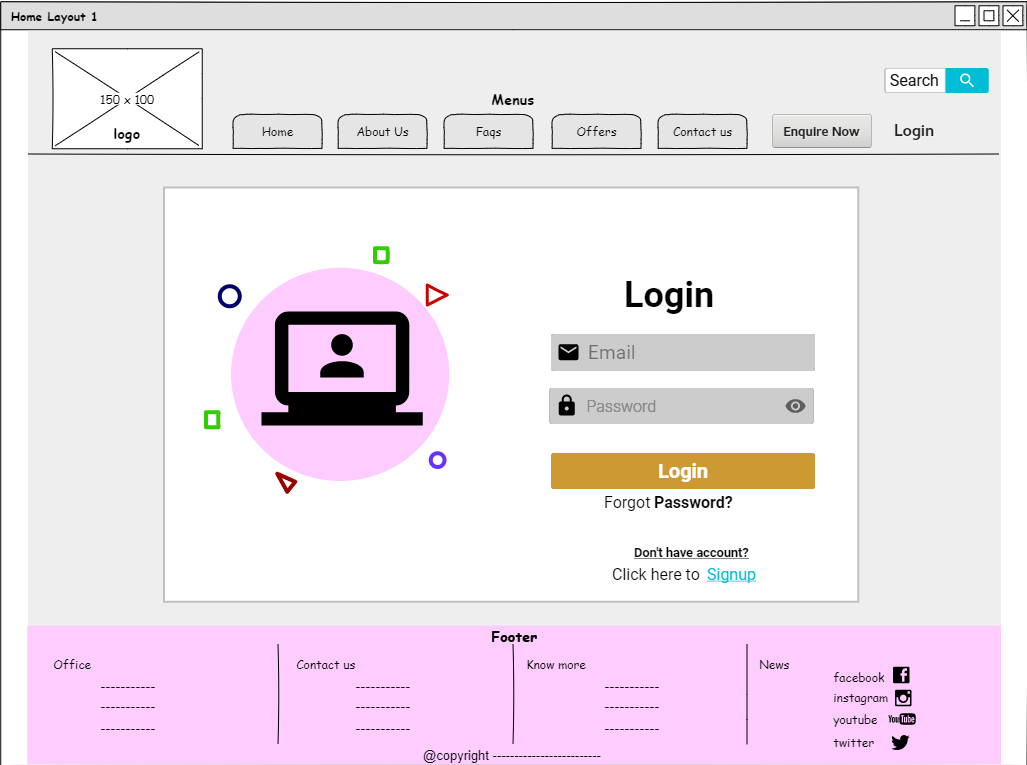 Home Layout 1
150 x 100
logo
Search
Menus
Home
About Us
Faqs
Offers
Contact us
Enquire Now
Login
Login
Email
Password
Login
Forgot Password?
Don't have account?
Click here to Signup
Footer
Office
-----------
-----------
-----------
Contact us
-----------
-----------
-----------
Know more
-----------
-----------
-----------
News
facebook
instagram
youtube You Tube
twitter
@copyright -------------------------